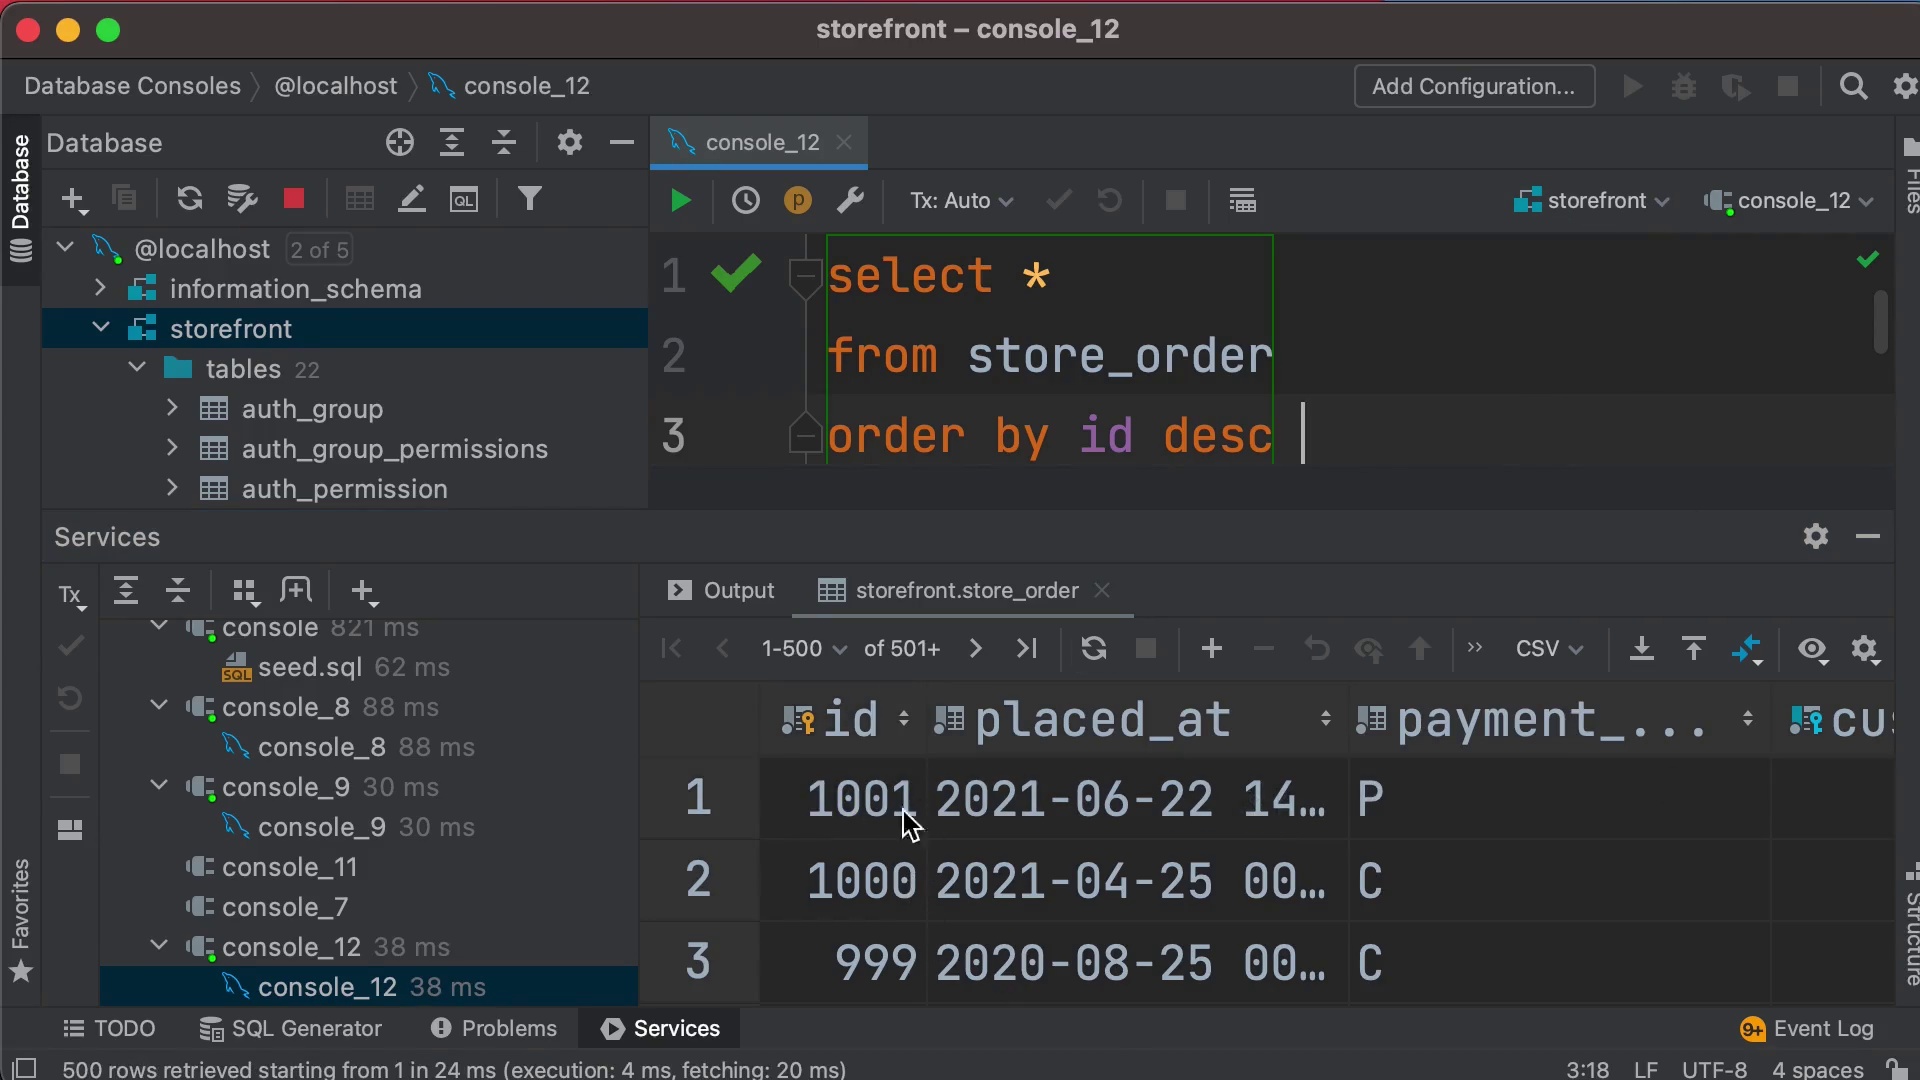 storefront – console_12
Database Consoles @localhost console_12 Add Configuration...
Database
Database
console_12
Files
Tx: Auto storefront console_12
@localhost 2 of 5
information_schema
storefront
tables 22
auth_group
auth_group_permissions
auth_permission
1 select *
2 from store_order
3 order by id desc
Services
Tx
console 821 ms
seed.sql 62 ms
console_8 88 ms
console_8 88 ms
console_9 30 ms
console_9 30 ms
console_11
console_7
console_12 38 ms
console_12 38 ms
Output storefront.store_order
1-500 of 501+ CSV
id placed_at payment_... cu
1 1001 2021-06-22 14… P
2 1000 2021-04-25 00… C
3 999 2020-08-25 00… C
Favorites
Structure
TODO SQL Generator Problems Services 9+ Event Log
500 rows retrieved starting from 1 in 24 ms (execution: 4 ms, fetching: 20 ms) 3:18 LF UTF-8 4 spaces